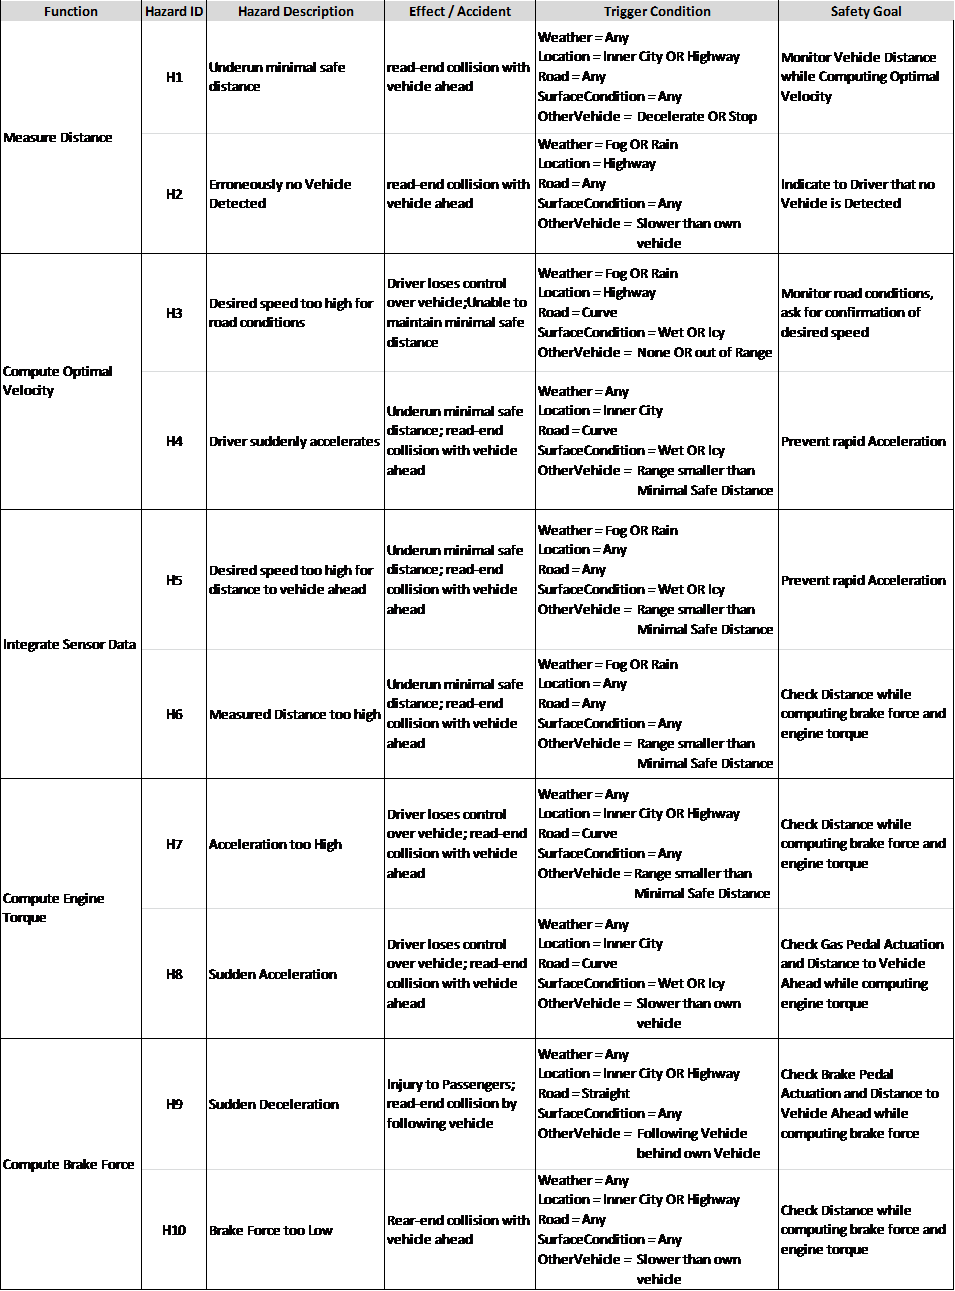 Function Hazard ID Hazard Description Effect / Accident Trigger Condition Safety Goal
Measure Distance
H1
Underun minimal safe
distance
read-end collision with
vehicle ahead
Weather = Any
Location = Inner City OR Highway
Road = Any
SurfaceCondition = Any
OtherVehicle = Decelerate OR Stop
Monitor Vehicle Distance
while Computing Optimal
Velocity
H2
Erroneously no Vehicle
Detected
read-end collision with
vehicle ahead
Weather = Fog OR Rain
Location = Highway
Road = Any
SurfaceCondition = Any
OtherVehicle = Slower than own
vehicle
Indicate to Driver that no
Vehicle is Detected
Compute Optimal
Velocity
H3
Desired speed too high for
road conditions
Driver loses control
over vehicle;Unable to
maintain minimal safe
distance
Weather = Fog OR Rain
Location = Highway
Road = Curve
SurfaceCondition = Wet OR Icy
OtherVehicle = None OR out of Range
Monitor road conditions,
ask for confirmation of
desired speed
H4
Driver suddenly accelerates
Underun minimal safe
distance; read-end
collision with vehicle
ahead
Weather = Any
Location = Inner City
Road = Curve
SurfaceCondition = Wet OR Icy
OtherVehicle = Range smaller than
Minimal Safe Distance
Prevent rapid Acceleration
Integrate Sensor Data
H5
Desired speed too high for
distance to vehicle ahead
Underun minimal safe
distance; read-end
collision with vehicle
ahead
Weather = Fog OR Rain
Location = Any
Road = Any
SurfaceCondition = Wet OR Icy
OtherVehicle = Range smaller than
Minimal Safe Distance
Prevent rapid Acceleration
H6
Measured Distance too high
Underun minimal safe
distance; read-end
collision with vehicle
ahead
Weather = Fog OR Rain
Location = Any
Road = Any
SurfaceCondition = Any
OtherVehicle = Range smaller than
Minimal Safe Distance
Check Distance while
computing brake force and
engine torque
Compute Engine
Torque
H7
Acceleration too High
Driver loses control
over vehicle; read-end
collision with vehicle
ahead
Weather = Any
Location = Inner City OR Highway
Road = Curve
SurfaceCondition = Any
OtherVehicle = Range smaller than
Minimal Safe Distance
Check Distance while
computing brake force and
engine torque
H8
Sudden Acceleration
Driver loses control
over vehicle; read-end
collision with vehicle
ahead
Weather = Any
Location = Inner City
Road = Curve
SurfaceCondition = Wet OR Icy
OtherVehicle = Slower than own
vehicle
Check Gas Pedal Actuation
and Distance to Vehicle
Ahead while computing
engine torque
Compute Brake Force
H9
Sudden Deceleration
Injury to Passengers;
read-end collision by
following vehicle
Weather = Any
Location = Inner City OR Highway
Road = Straight
SurfaceCondition = Any
OtherVehicle = Following Vehicle
behind own Vehicle
Check Brake Pedal
Actuation and Distance to
Vehicle Ahead while
computing brake force
H10
Brake Force too Low
Rear-end collision with
vehicle ahead
Weather = Any
Location = Inner City OR Highway
Road = Any
SurfaceCondition = Any
OtherVehicle = Slower than own
vehicle
Check Distance while
computing brake force and
engine torque